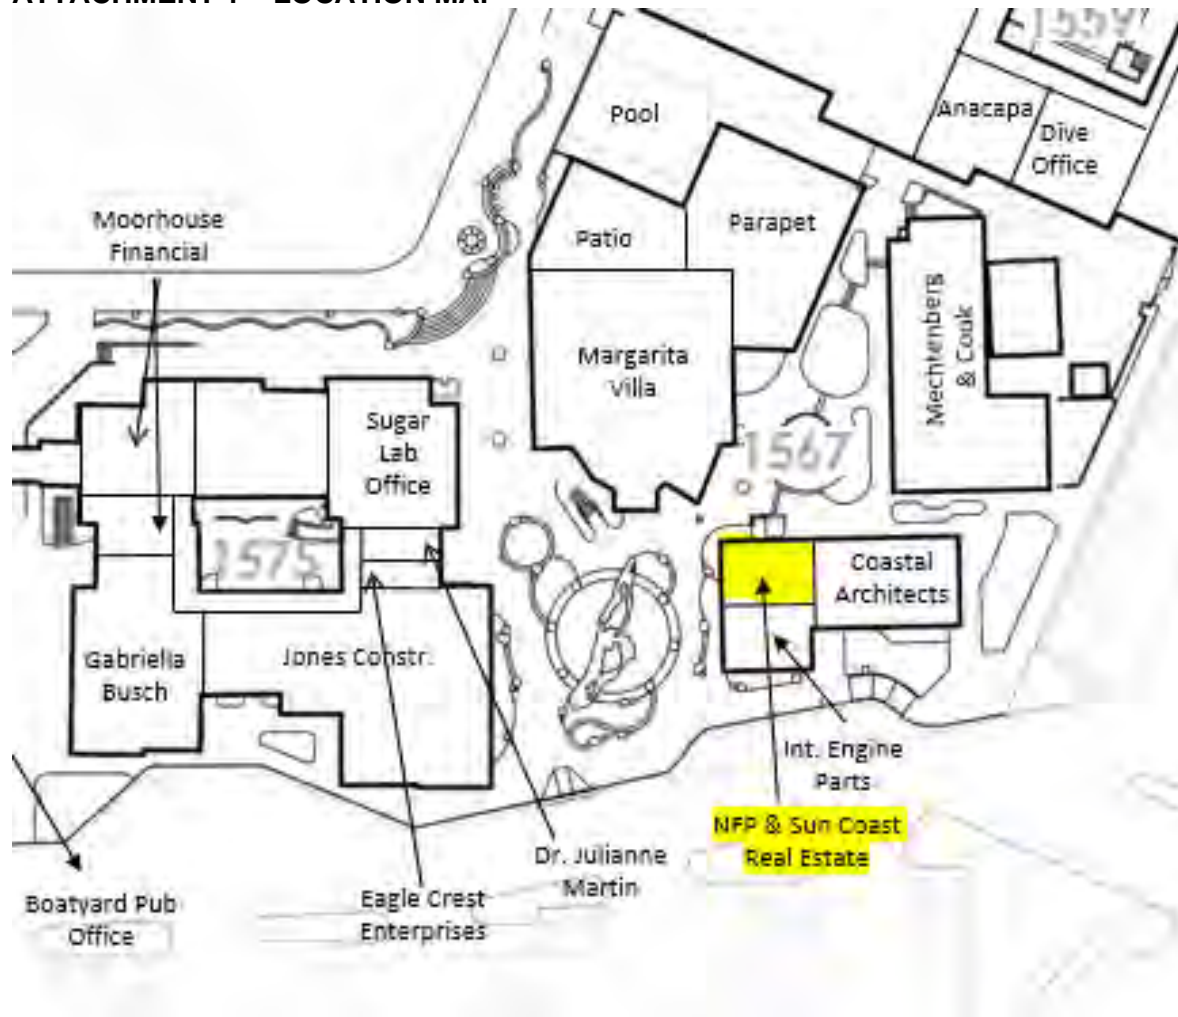 ATTACHMENT 1 – LOCATION MAP
1559
Pool
Anacapa
Dive
Office
Moorhouse
Financial
Patio
Parapet
Margarita
Villa
Mechtenberg
& Cook
Sugar
Lab
Office
1567
1575
Coastal
Architects
Gabriella
Busch
Jones Constr.
Int. Engine
Parts
NFP & Sun Coast
Real Estate
Dr. Julianne
Martin
Eagle Crest
Enterprises
Boatyard Pub
Office